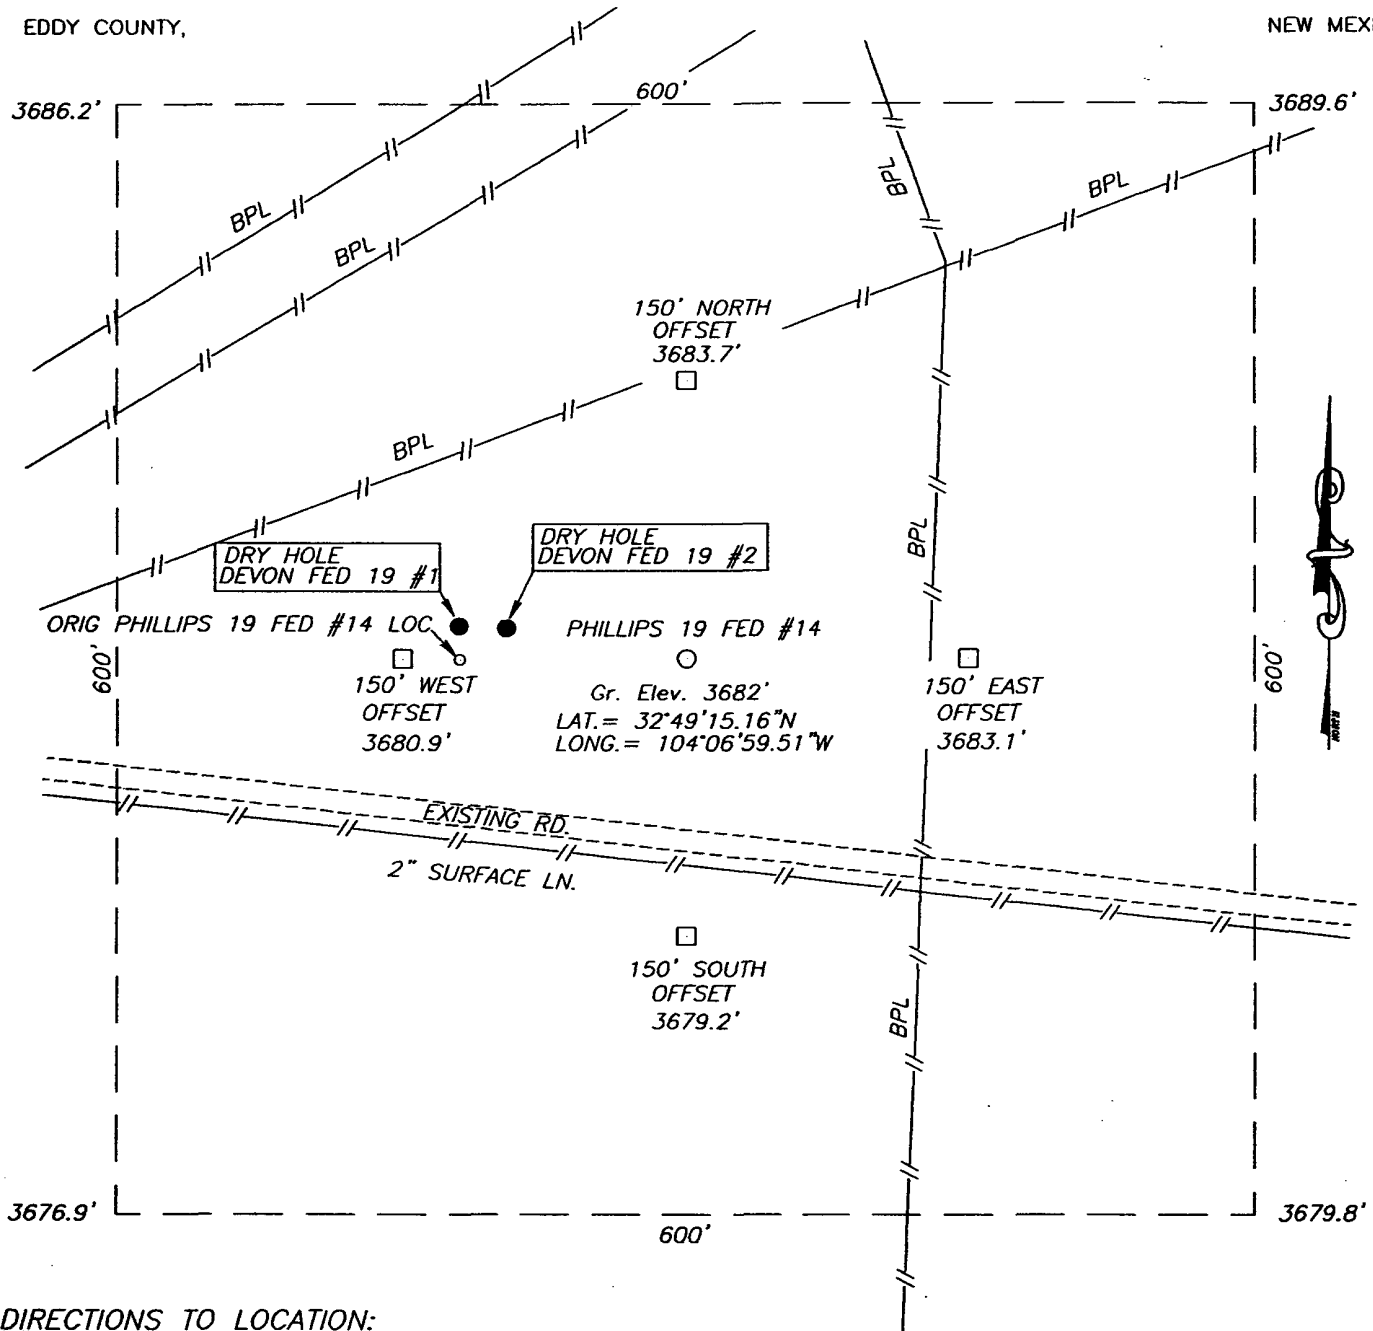 EDDY COUNTY,
NEW MEXI
3686.2'
600'
3689.6'
BPL
BPL
BPL
BPL
150' NORTH
OFFSET
3683.7'
BPL
DRY HOLE
DEVON FED 19 #1
DRY HOLE
DEVON FED 19 #2
BPL
ORIG PHILLIPS 19 FED #14 LOC
PHILLIPS 19 FED #14
600'
150' WEST
OFFSET
3680.9'
Gr. Elev. 3682'
LAT.= 32°49'15.16"N
LONG.= 104°06'59.51"W
150' EAST
OFFSET
3683.1'
600'
EXISTING RD.
2" SURFACE LN.
150' SOUTH
OFFSET
3679.2'
BPL
3676.9'
600'
3679.8'
DIRECTIONS TO LOCATION: